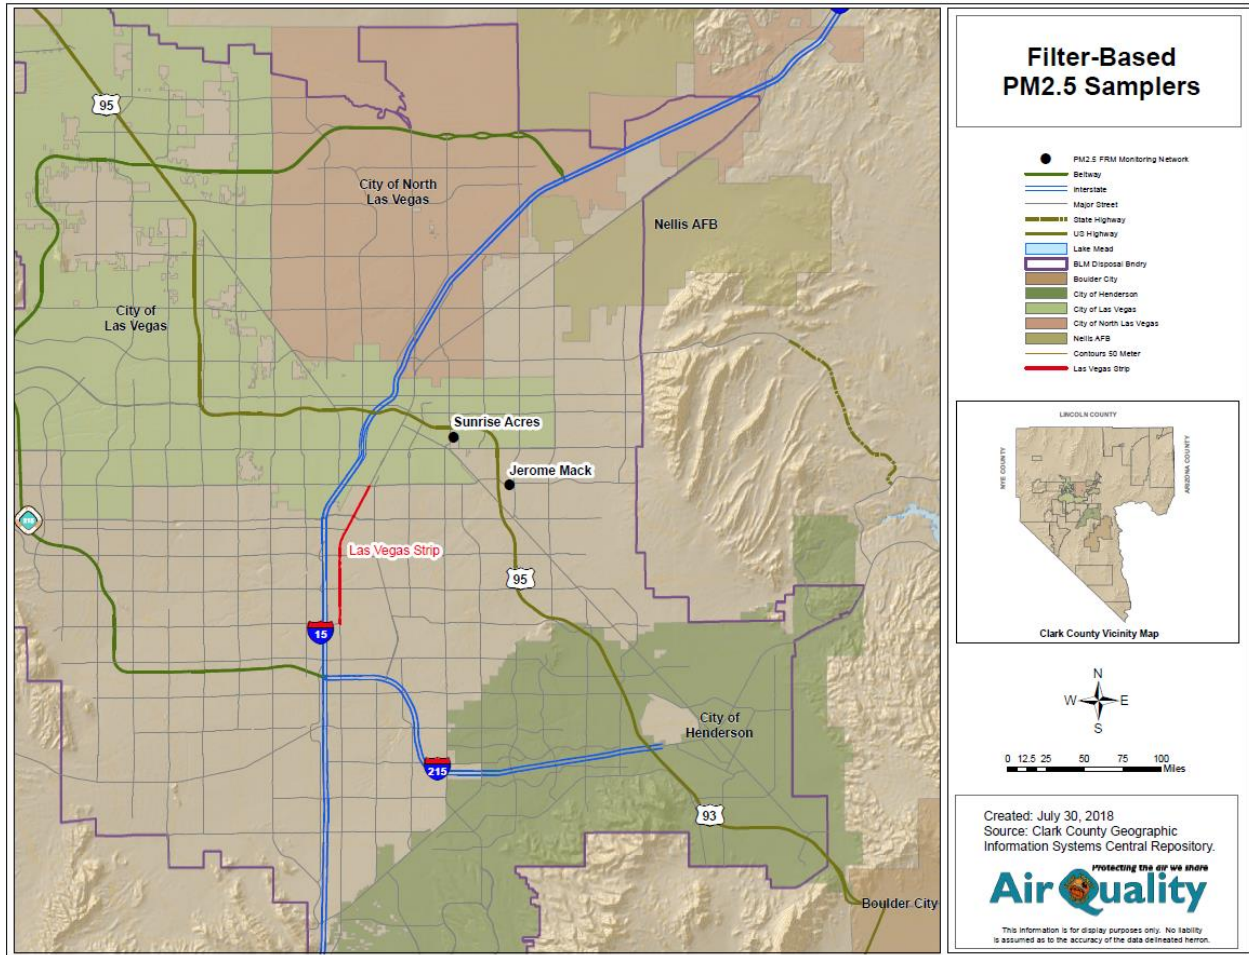 Filter-Based
PM2.5 Samplers
PM2.5 FRM Monitoring Network
Beltway
Interstate
Major Street
State Highway
US Highway
Lake Mead
BLM Disposal Bndry
Boulder City
City of Henderson
City of Las Vegas
City of North Las Vegas
Nellis AFB
Contours 50 Meter
Las Vegas Strip
95
City of North
Las Vegas
Nellis AFB
City of
Las Vegas
Sunrise Acres
Jerome Mack
Las Vegas Strip
95
15
City of
Henderson
215
93
Boulder City
LINCOLN COUNTY
NYE COUNTY
ARIZONA COUNTY
Clark County Vicinity Map
N
W E
S
0 12.5 25 50 75 100
Miles
Created: July 30, 2018
Source: Clark County Geographic
Information Systems Central Repository.
Protecting the air we share
Air Quality
This information is for display purposes only. No liability
is assumed as to the accuracy of the data delineated herron.